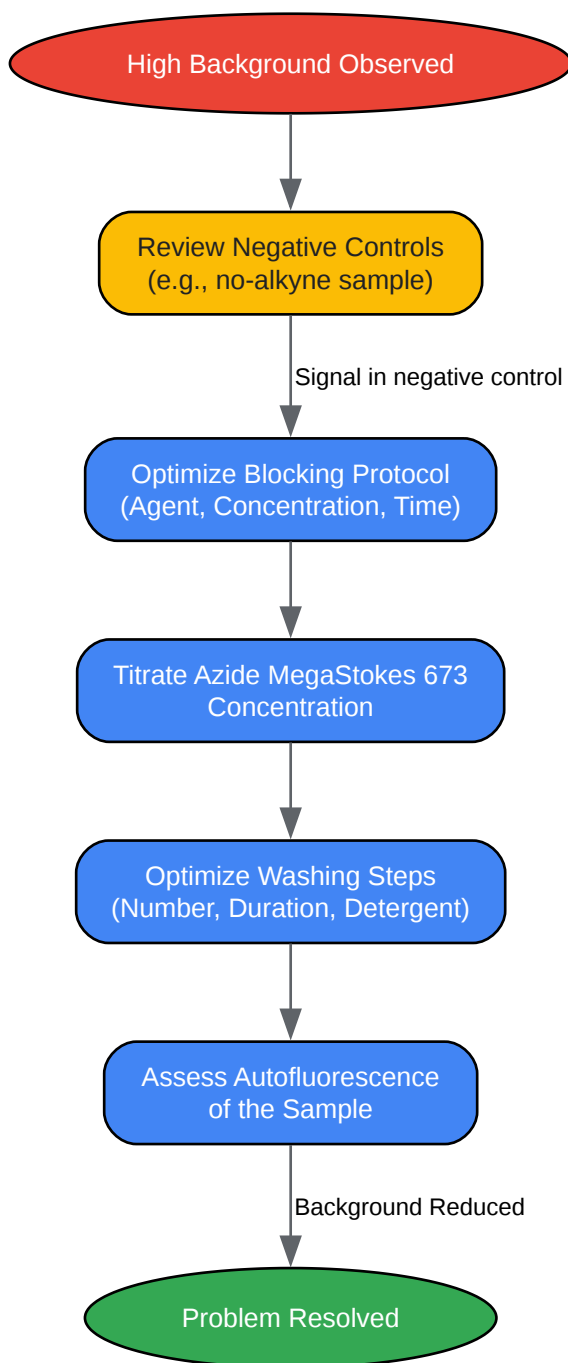 High Background Observed
Review Negative Controls
(e.g., no-alkyne sample)
Signal in negative control
Optimize Blocking Protocol
(Agent, Concentration, Time)
Titrate Azide MegaStokes 673
Concentration
Optimize Washing Steps
(Number, Duration, Detergent)
Assess Autofluorescence
of the Sample
Background Reduced
Problem Resolved